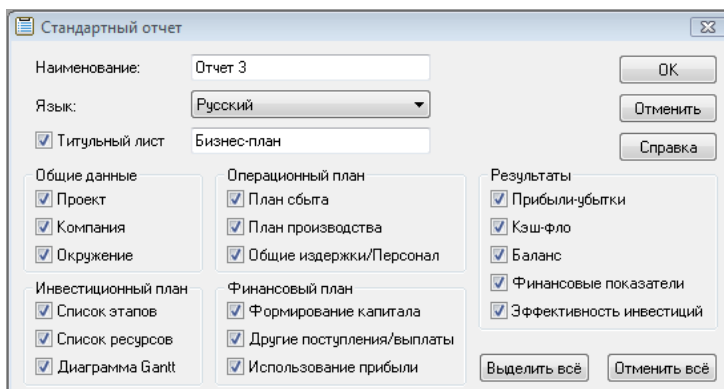 Стандартный отчет
Наименование: Отчет 3
OK
Язык: Русский
Отменить
Титульный лист Бизнес-план
Справка
Общие данные
Проект
Компания
Окружение
Операционный план
План сбыта
План производства
Общие издержки/Персонал
Результаты
Прибыли-убытки
Кэш-фло
Баланс
Финансовые показатели
Эффективность инвестиций
Инвестиционный план
Список этапов
Список ресурсов
Диаграмма Gantt
Финансовый план
Формирование капитала
Другие поступления/выплаты
Использование прибыли
Выделить всё
Отменить всё